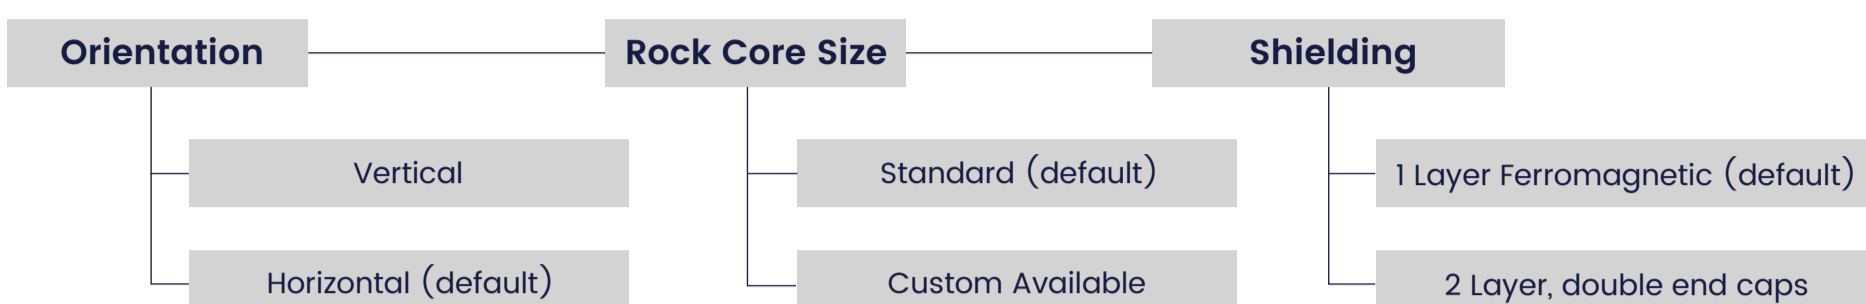 Orientation
Rock Core Size
Shielding
Vertical
Standard (default)
1 Layer Ferromagnetic (default)
Horizontal (default)
Custom Available
2 Layer, double end caps